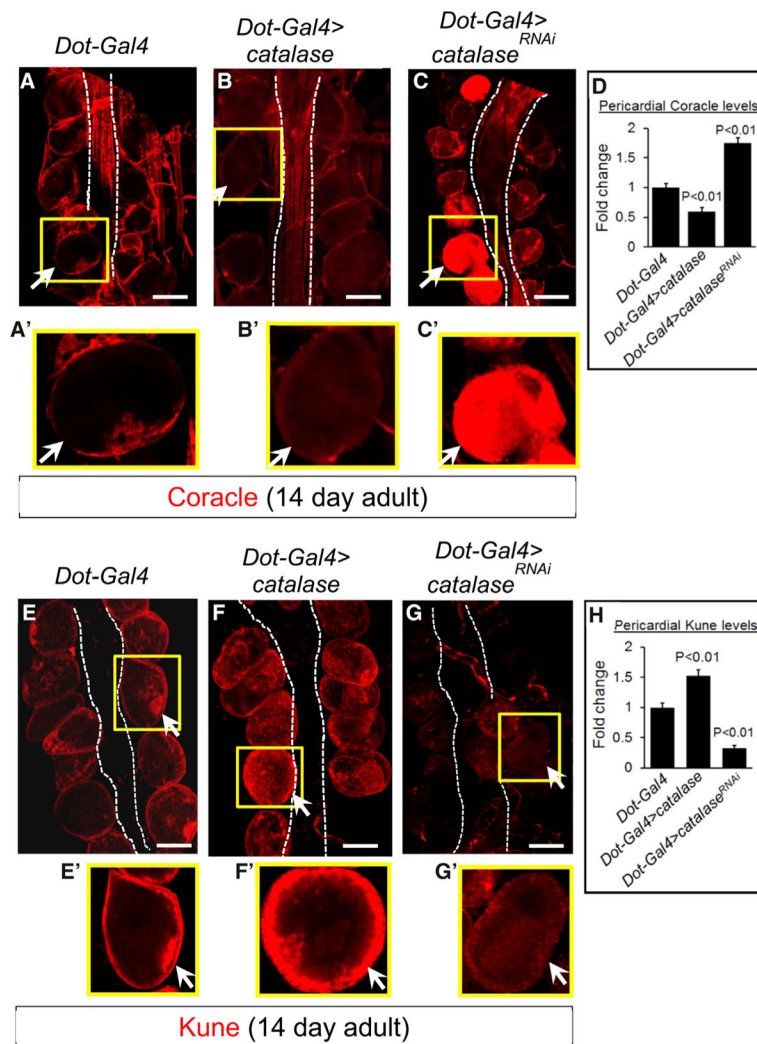 Dot-Gal4
Dot-Gal4>
catalase
Dot-Gal4>
catalase RNAi
A
B
C
D
Pericardial Coracle levels
Fold change
2
1.5
1
0.5
0
P<0.01
P<0.01
Dot-Gal4
Dot-Gal4>catalase
Dot-Gal4>catalase RNAi
A'
B'
C'
Coracle (14 day adult)
Dot-Gal4
Dot-Gal4>
catalase
Dot-Gal4>
catalase RNAi
E
F
G
H
Pericardial Kune levels
Fold change
2
1.5
1
0.5
0
P<0.01
P<0.01
Dot-Gal4
Dot-Gal4>catalase
Dot-Gal4>catalase RNAi
E'
F'
G'
Kune (14 day adult)